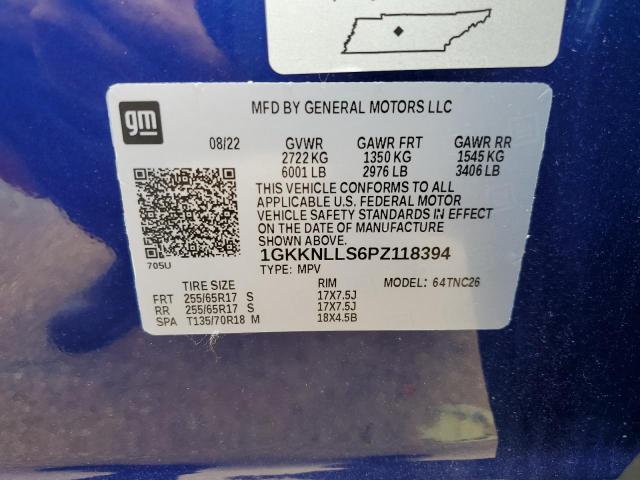 gm
MFD BY GENERAL MOTORS LLC
08/22 GVWR GAWR FRT GAWR RR
2722 KG 1350 KG 1545 KG
6001 LB 2976 LB 3406 LB
THIS VEHICLE CONFORMS TO ALL
APPLICABLE U.S. FEDERAL MOTOR
VEHICLE SAFETY STANDARDS IN EFFECT
ON THE DATE OF MANUFACTURE
SHOWN ABOVE.
705U
1GKKNLLS6PZ118394
TYPE: MPV MODEL: 64TNC26
TIRE SIZE RIM
FRT 255/65R17 S 17X7.5J
RR 255/65R17 S 17X7.5J
SPA T135/70R18 M 18X4.5B